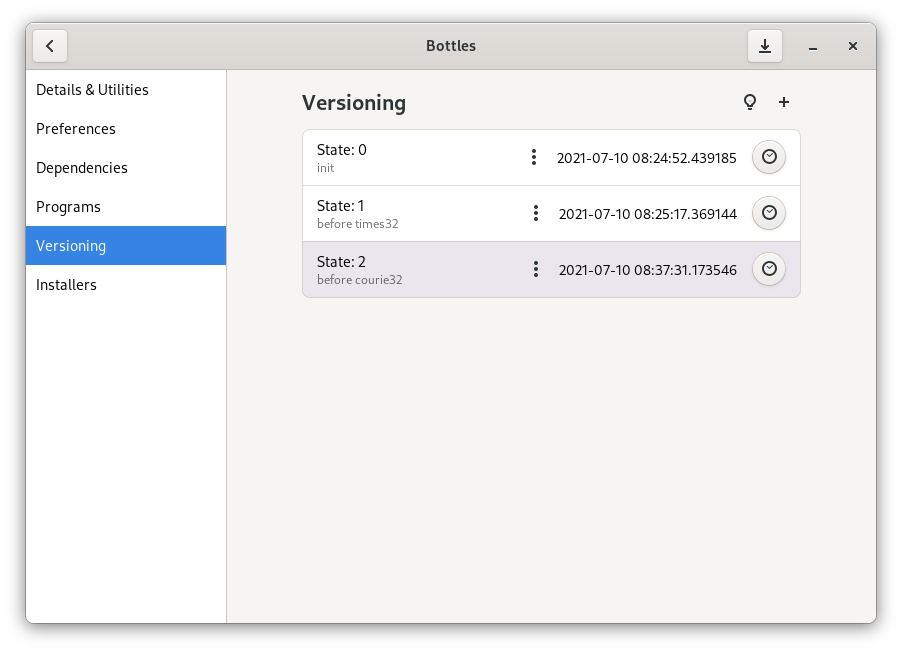 Bottles
Details & Utilities
Preferences
Dependencies
Programs
Versioning
Installers
Versioning
State: 0
init
2021-07-10 08:24:52.439185
State: 1
before times32
2021-07-10 08:25:17.369144
State: 2
before courie32
2021-07-10 08:37:31.173546